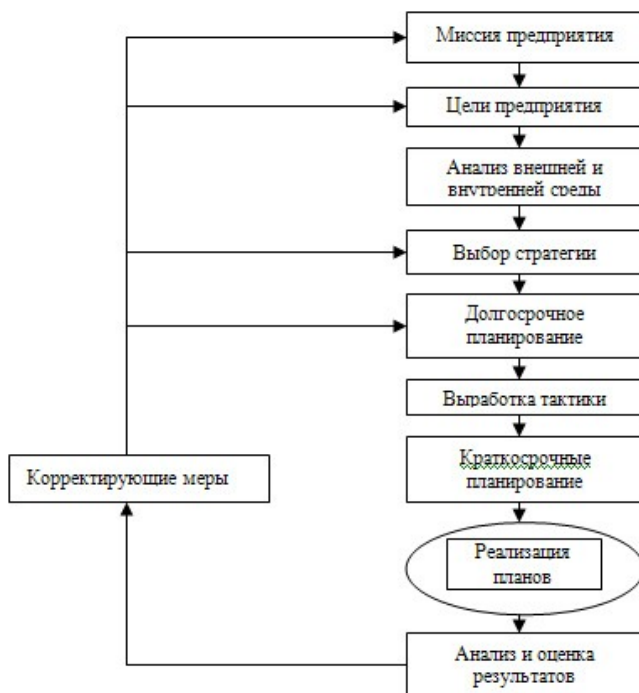 Миссия предприятия
Цели предприятия
Анализ внешней и
внутренней среды
Выбор стратегии
Долгосрочное
планирование
Выработка тактики
Корректирующие меры
Краткосрочные
планирование
Реализация
планов
Анализ и оценка
результатов